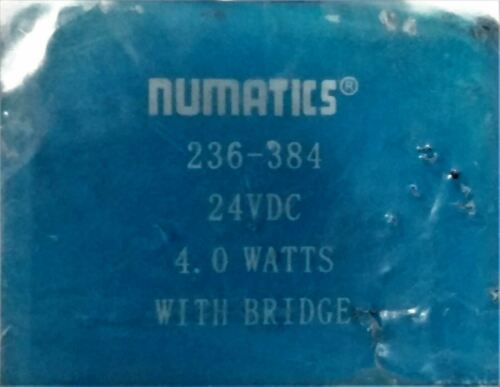 numatics®
236-384
24VDC
4.0 WATTS
WITH BRIDGE